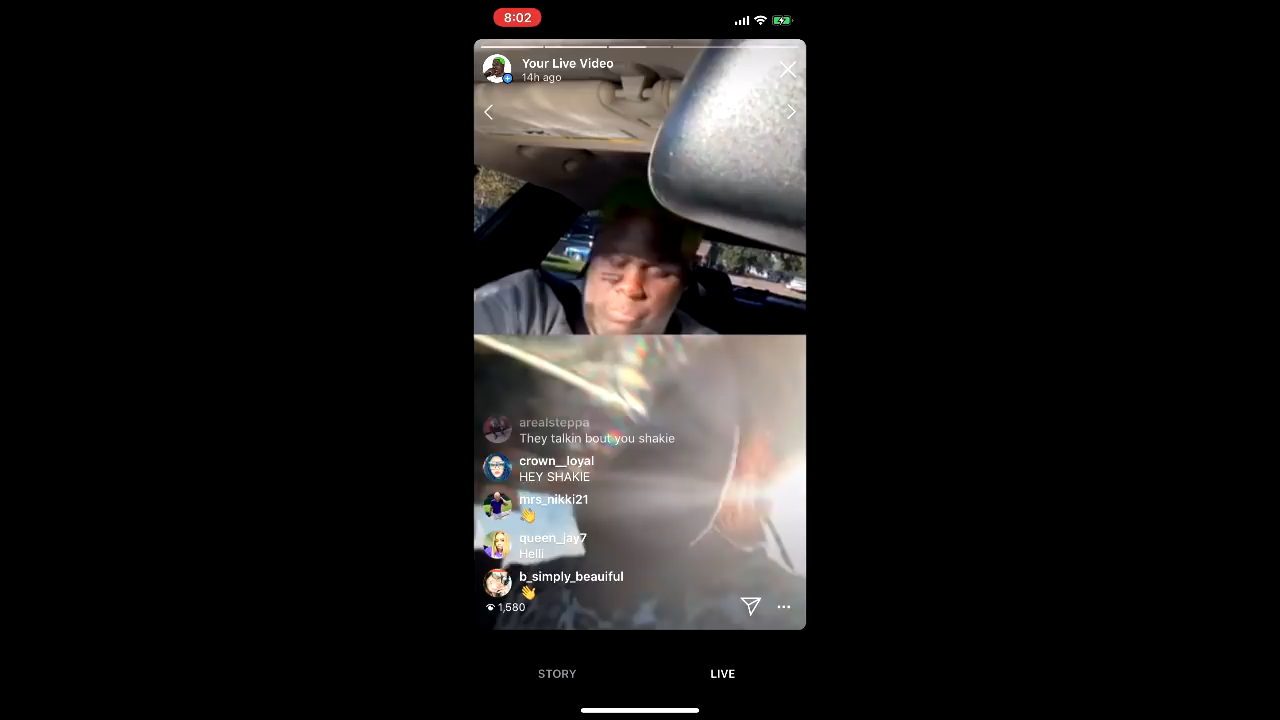 8:02
Your Live Video
14h ago
arealsteppa
They talkin bout you shakie
crown__loyal
HEY SHAKIE
mrs_nikki21
👋
queen_jay7
Helli
b_simply_beauiful
👋
1,580
STORY
LIVE